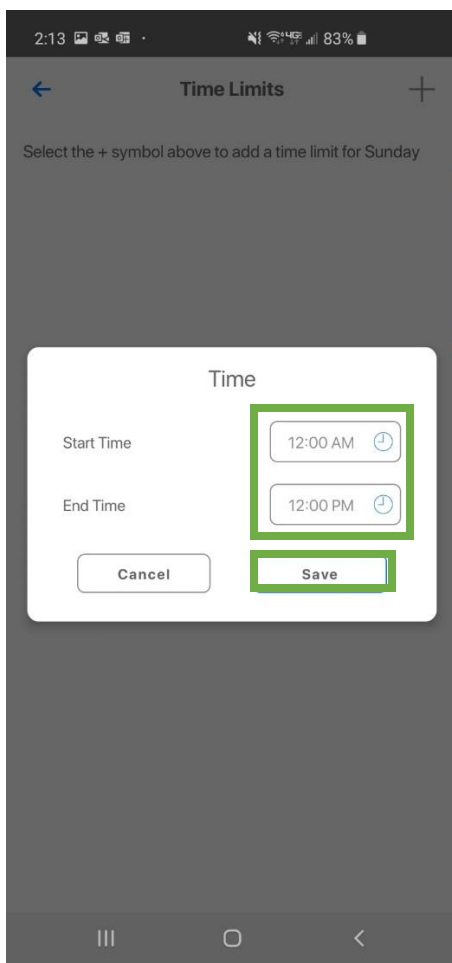 2:13 83%
Time Limits
Select the + symbol above to add a time limit for Sunday
Time
Start Time 12:00 AM
End Time 12:00 PM
Cancel Save